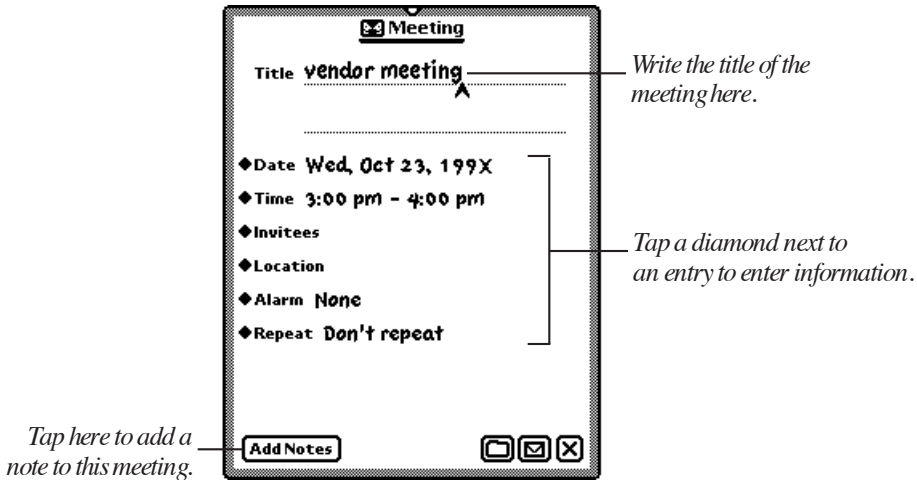 Meeting
Title vendor meeting
Write the title of the
meeting here.
◆Date Wed, Oct 23, 199X
◆Time 3:00 pm - 4:00 pm
◆Invitees
◆Location
Tap a diamond next to
an entry to enter information.
◆Alarm None
◆Repeat Don't repeat
Tap here to add a
note to this meeting.
Add Notes